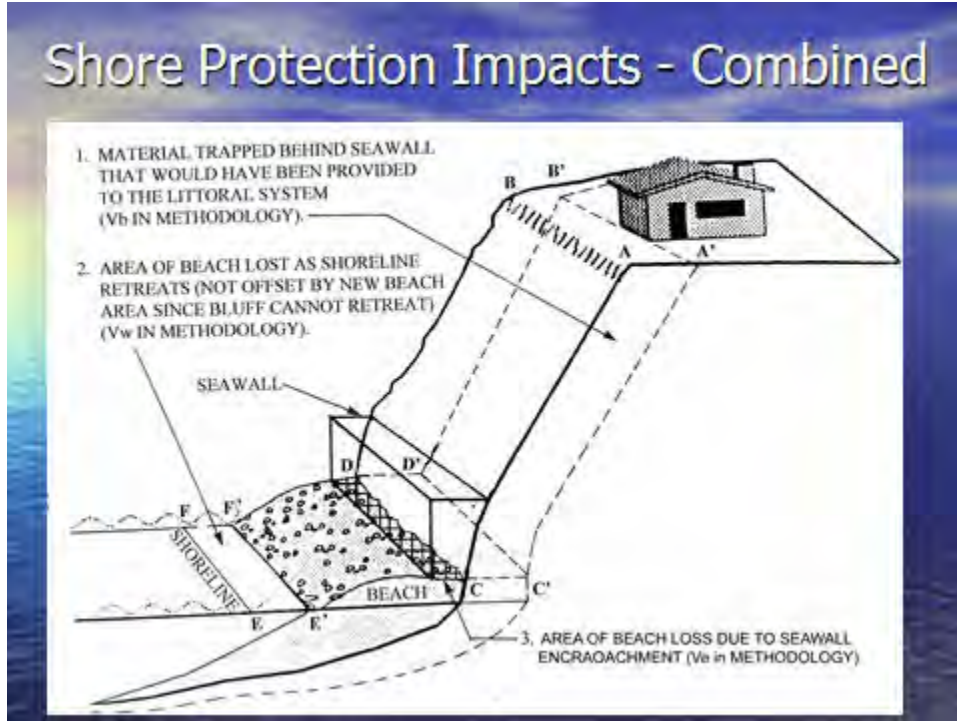 Shore Protection Impacts - Combined
1. MATERIAL TRAPPED BEHIND SEAWALL
THAT WOULD HAVE BEEN PROVIDED
TO THE LITTORAL SYSTEM
(Vb IN METHODOLOGY).
2. AREA OF BEACH LOST AS SHORELINE
RETREATS (NOT OFFSET BY NEW BEACH
AREA SINCE BLUFF CANNOT RETREAT)
(Vw IN METHODOLOGY).
B B'
N A'
SEAWALL
D D'
F F'
SHORELINE
BEACH
C C'
E E'
3. AREA OF BEACH LOSS DUE TO SEAWALL
ENCRAOACHMENT (Ve in METHODOLOGY)